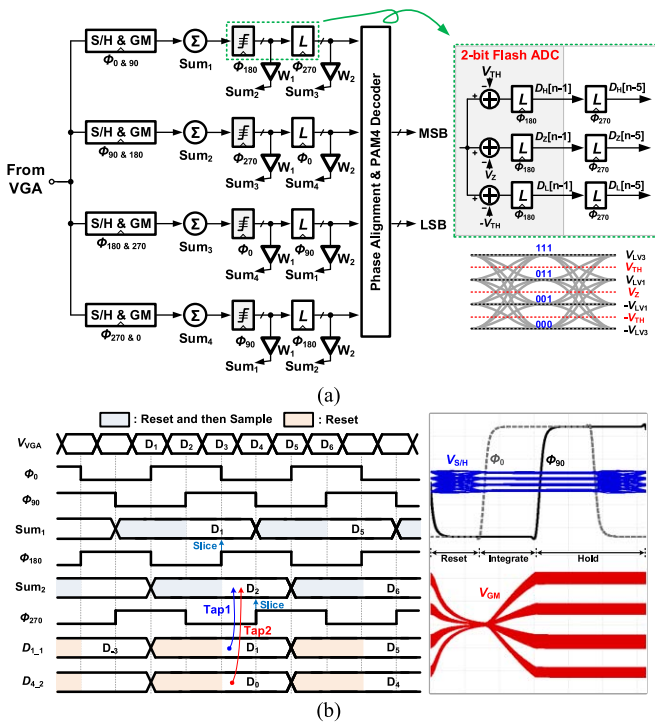 S/H & GM
Φ0 & 90
Σ
Sum1
Φ180
L
Φ270
W1
W2
Sum2
Sum3
S/H & GM
Φ90 & 180
Σ
Sum2
Φ270
L
Φ0
W1
W2
Sum3
Sum4
From
VGA
S/H & GM
Φ180 & 270
Σ
Sum3
Φ0
L
Φ90
W1
W2
Sum4
Sum1
S/H & GM
Φ270 & 0
Σ
Sum4
Φ90
L
Φ180
W1
W2
Sum1
Sum2
Phase Alignment & PAM4 Decoder
MSB
LSB
2-bit Flash ADC
VTH
DH[n-1]
DH[n-5]
+
−
L
Φ180
L
Φ270
DZ[n-1]
DZ[n-5]
+
−
VZ
L
Φ180
L
Φ270
DL[n-1]
DL[n-5]
+
−
-VTH
L
Φ180
L
Φ270
111
011
001
000
VLV3
VTH
VLV1
VZ
-VLV1
-VTH
-VLV3
(a)
: Reset and then Sample
: Reset
VVGA
D1
D2
D3
D4
D5
D6
Φ0
Φ90
Sum1
D1
D5
Slice
Φ180
Sum2
D2
D6
Tap1
Slice
Φ270
Tap2
D1_1
D-3
D1
D5
D4_2
D0
D4
VS/H
Φ0
Φ90
Reset
Integrate
Hold
VGM
(b)